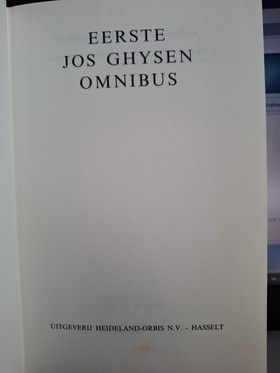 EERSTE
JOS GHYSEN
OMNIBUS
UITGEVERIJ HEIDELAND-ORBIS N.V. - HASSELT